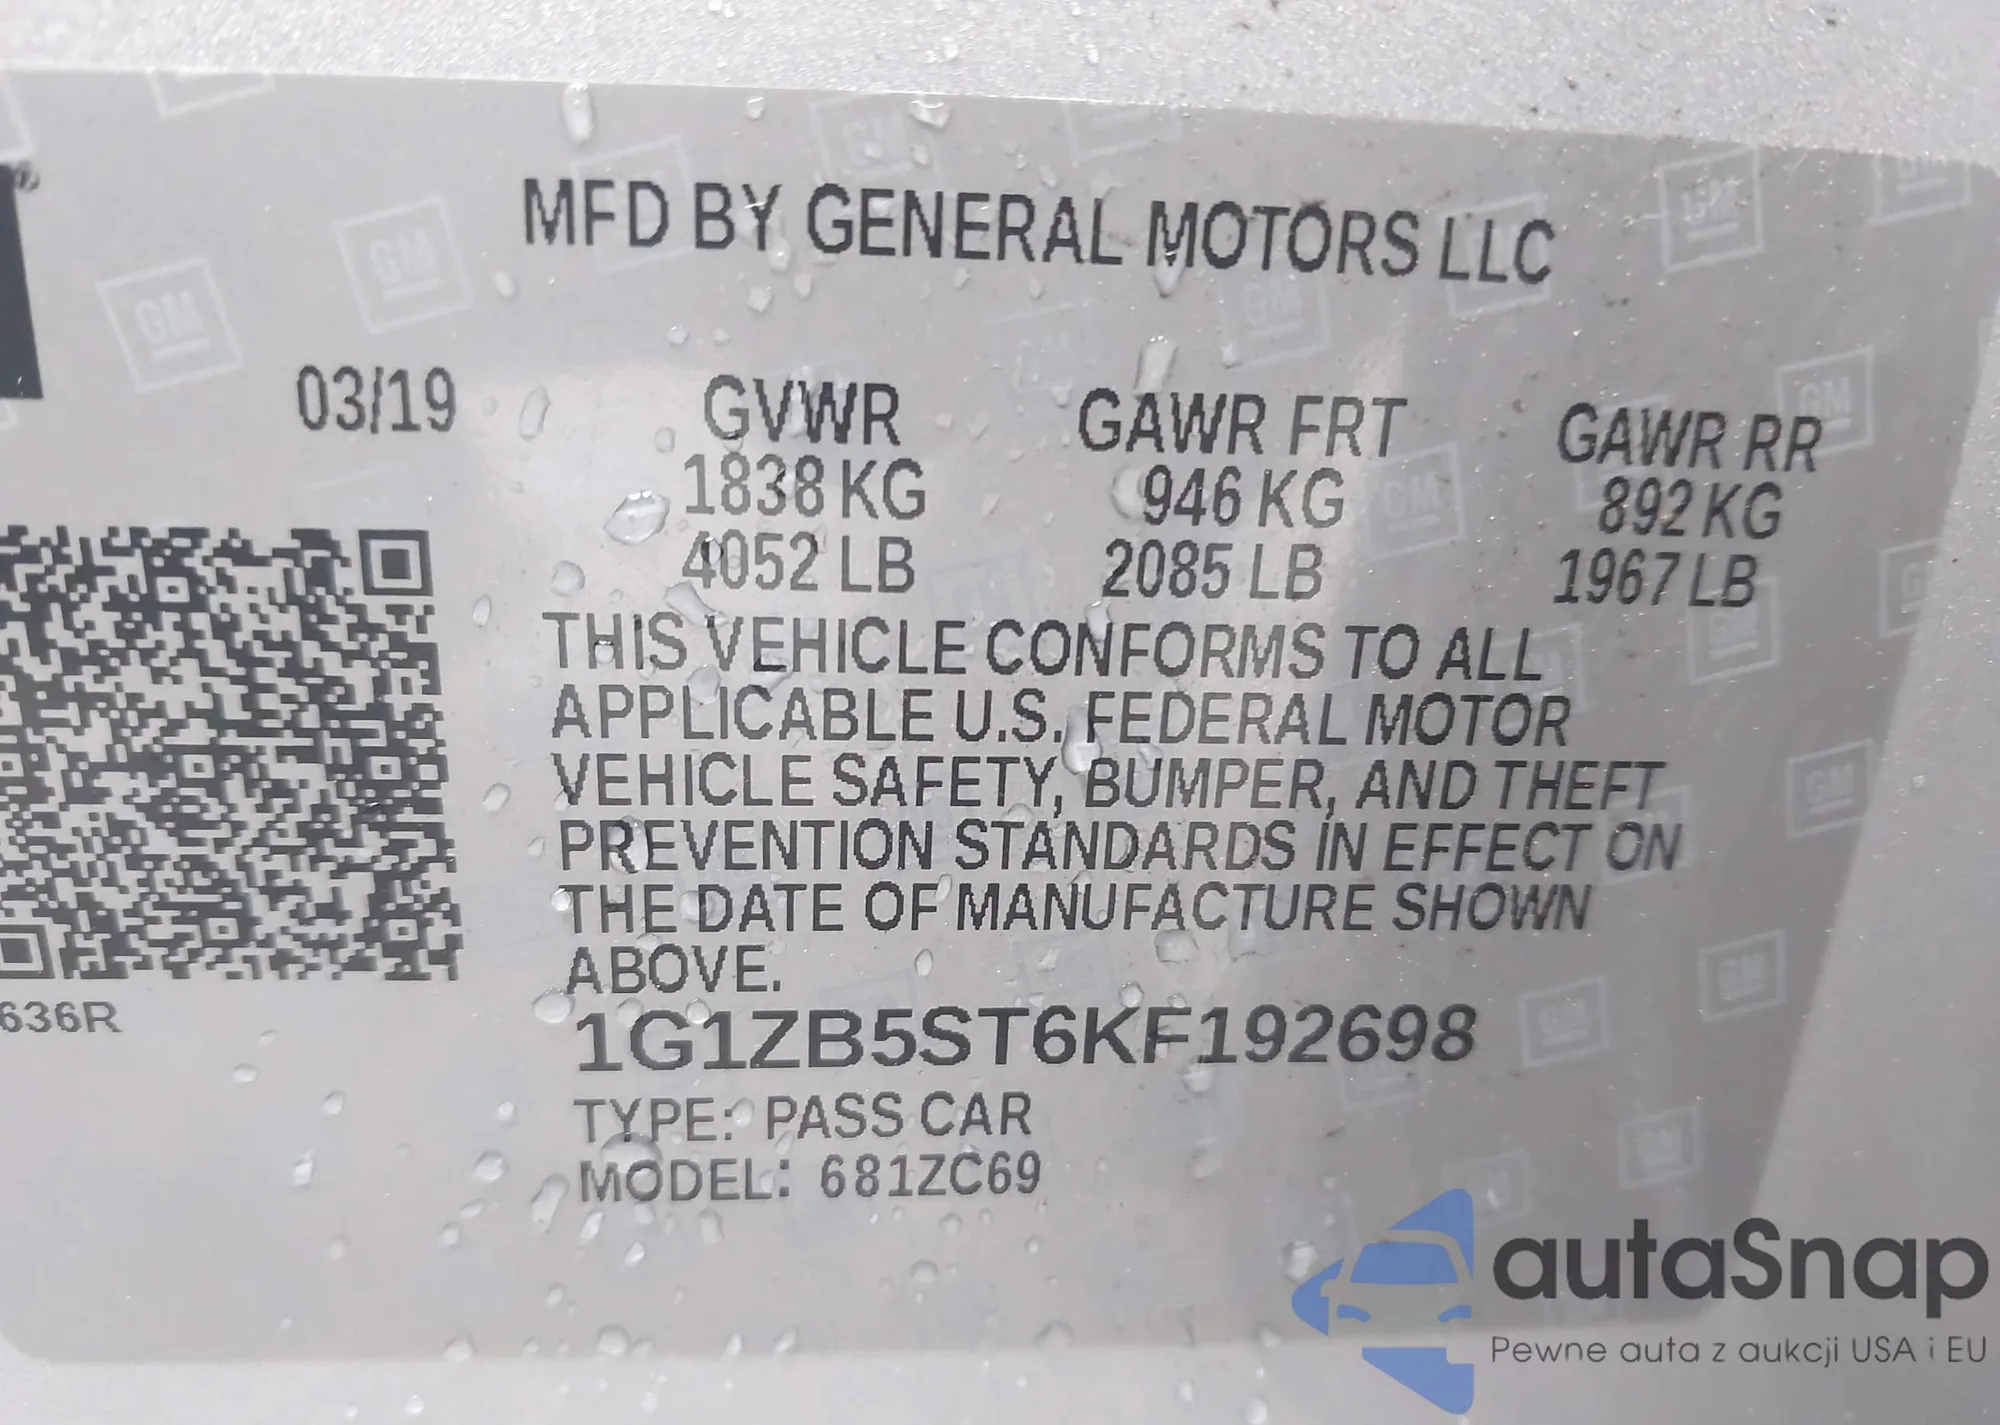 ®
MFD BY GENERAL MOTORS LLC
03/19
GVWR GAWR FRT GAWR RR
1838 KG 946 KG 892 KG
4052 LB 2085 LB 1967 LB
THIS VEHICLE CONFORMS TO ALL
APPLICABLE U.S. FEDERAL MOTOR
VEHICLE SAFETY, BUMPER, AND THEFT
PREVENTION STANDARDS IN EFFECT ON
THE DATE OF MANUFACTURE SHOWN
ABOVE.
636R
1G1ZB5ST6KF192698
TYPE: PASS CAR
MODEL: 681ZC69
GM
autaSnap
Pewne auta z aukcji USA i EU